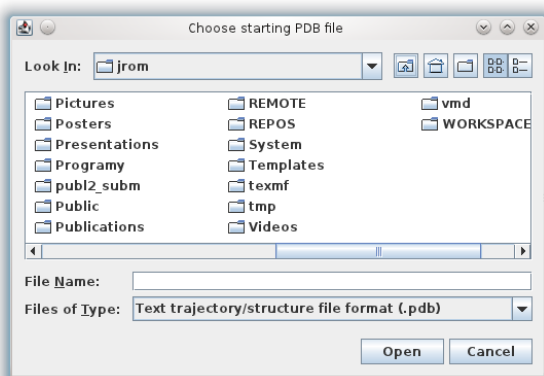 Choose starting PDB file
Look In: jrom
Pictures REMOTE vmd
Posters REPOS WORKSPACE
Presentations System
Programy Templates
publ2_subm texmf
Public tmp
Publications Videos
File Name:
Files of Type: Text trajectory/structure file format (.pdb)
Open Cancel